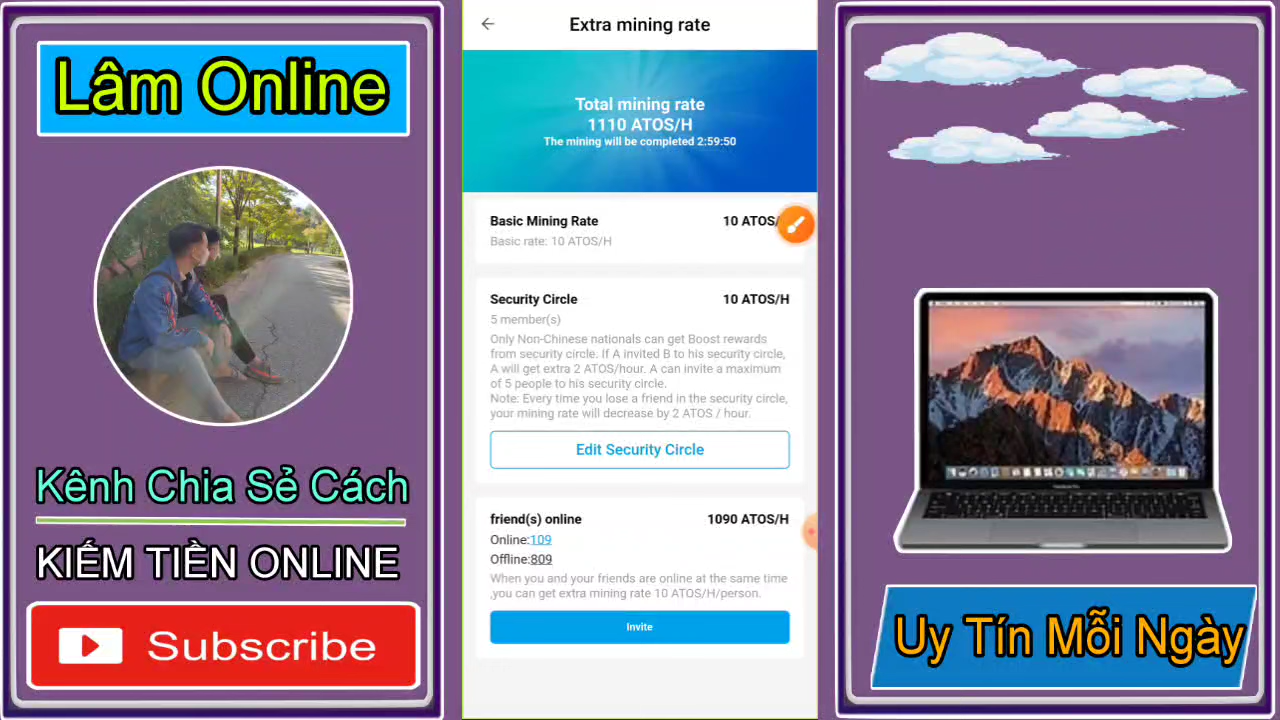 Lâm Online
Kênh Chia Sẻ Cách
KIẾM TIỀN ONLINE
Subscribe
Extra mining rate
Total mining rate
1110 ATOS/H
The mining will be completed 2:59:50
Basic Mining Rate 10 ATOS/
Basic rate: 10 ATOS/H
Security Circle 10 ATOS/H
5 member(s)
Only Non-Chinese nationals can get Boost rewards
from security circle. If A invited B to his security circle,
A will get extra 2 ATOS/hour. A can invite a maximum
of 5 people to his security circle.
Note: Every time you lose a friend in the security circle,
your mining rate will decrease by 2 ATOS / hour.
Edit Security Circle
friend(s) online 1090 ATOS/H
Online:109
Offline:809
When you and your friends are online at the same time
,you can get extra mining rate 10 ATOS/H/person.
Invite
Uy Tín Mỗi Ngày